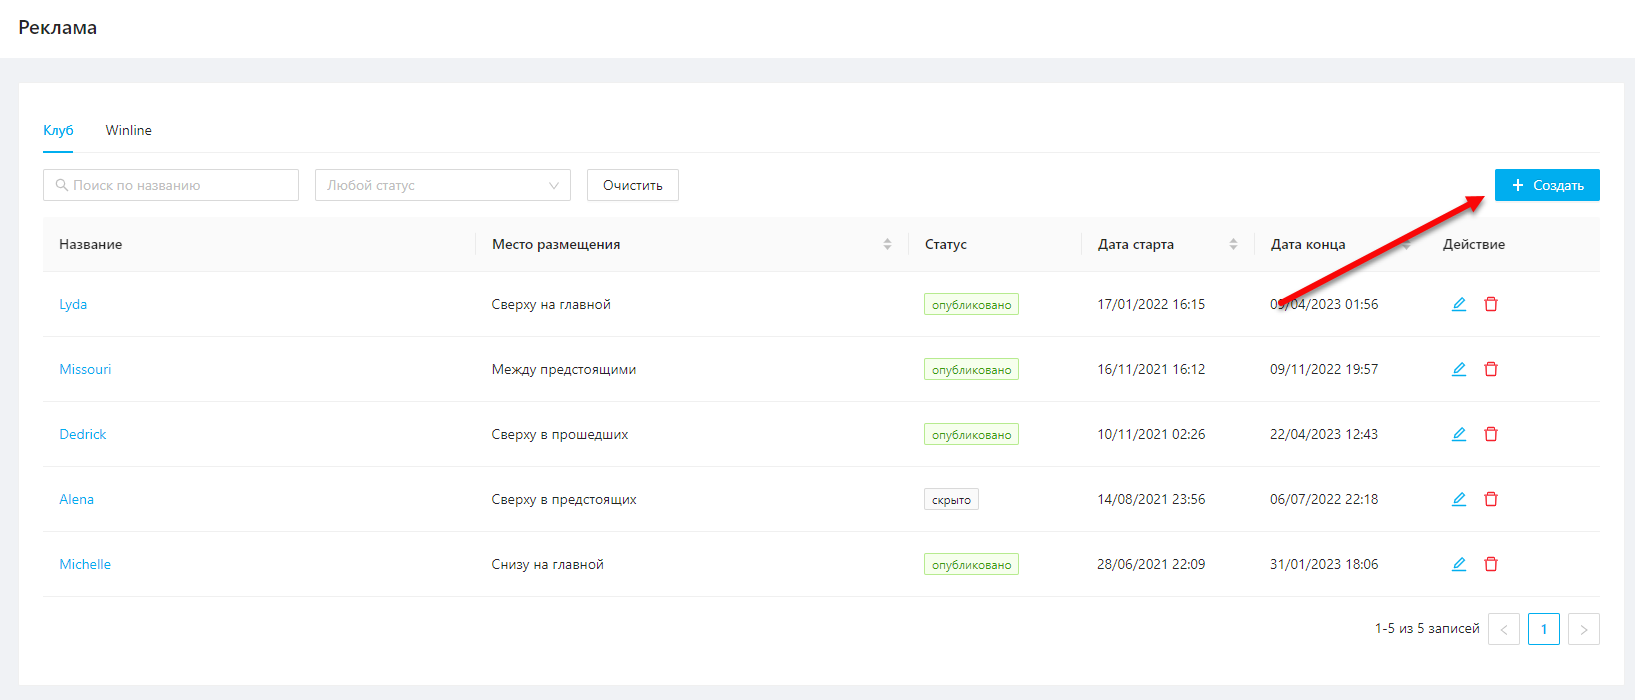 Реклама
Клуб Winline
Поиск по названию Любой статус Очистить + Создать
Название Место размещения Статус Дата старта Дата конца Действие
Lyda Сверху на главной опубликовано 17/01/2022 16:15 09/04/2023 01:56
Missouri Между предстоящими опубликовано 16/11/2021 16:12 09/11/2022 19:57
Dedrick Сверху в прошедших опубликовано 10/11/2021 02:26 22/04/2023 12:43
Alena Сверху в предстоящих скрыто 14/08/2021 23:56 06/07/2022 22:18
Michelle Снизу на главной опубликовано 28/06/2021 22:09 31/01/2023 18:06
1-5 из 5 записей < 1 >